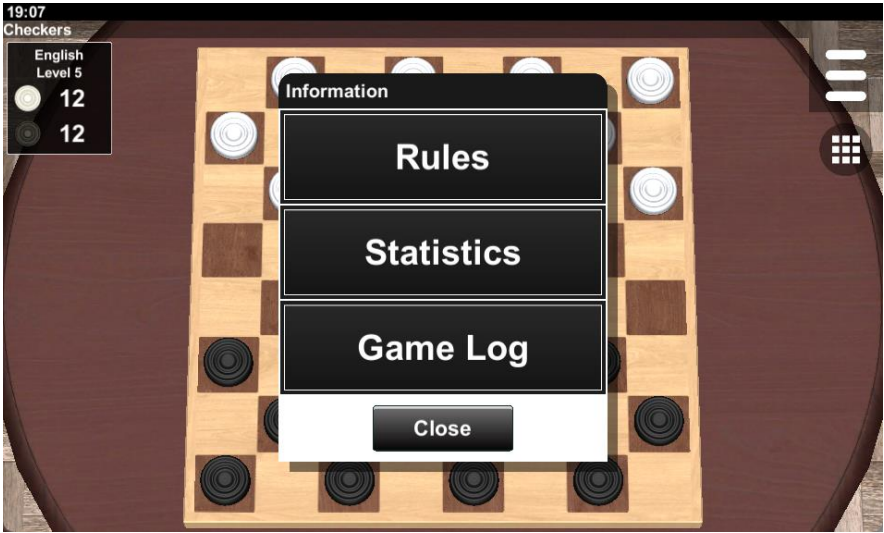 19:07
Checkers
English
Level 5
12
12
Information
Rules
Statistics
Game Log
Close